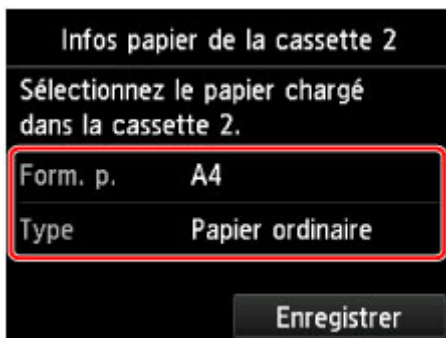 Infos papier de la cassette 2
Sélectionnez le papier chargé
dans la cassette 2.
Form. p. A4
Type Papier ordinaire
Enregistrer